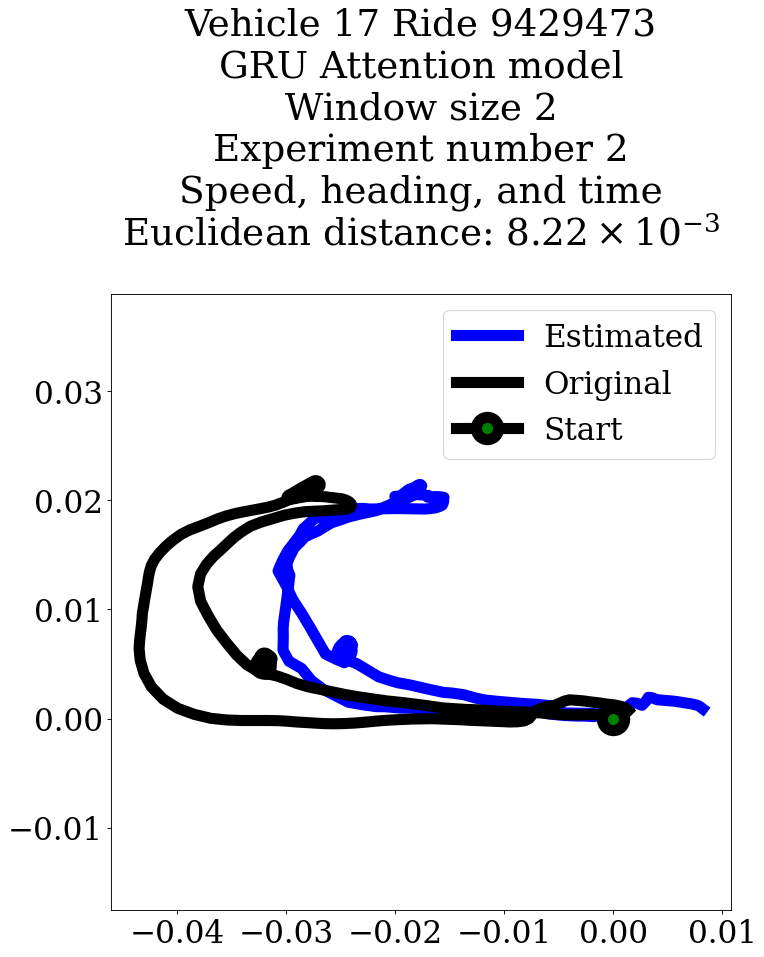 Vehicle 17 Ride 9429473
GRU Attention model
Window size 2
Experiment number 2
Speed, heading, and time
Euclidean distance: 8.22 × 10⁻³
Estimated
Original
Start
0.03
0.02
0.01
0.00
−0.01
−0.04 −0.03 −0.02 −0.01 0.00 0.01